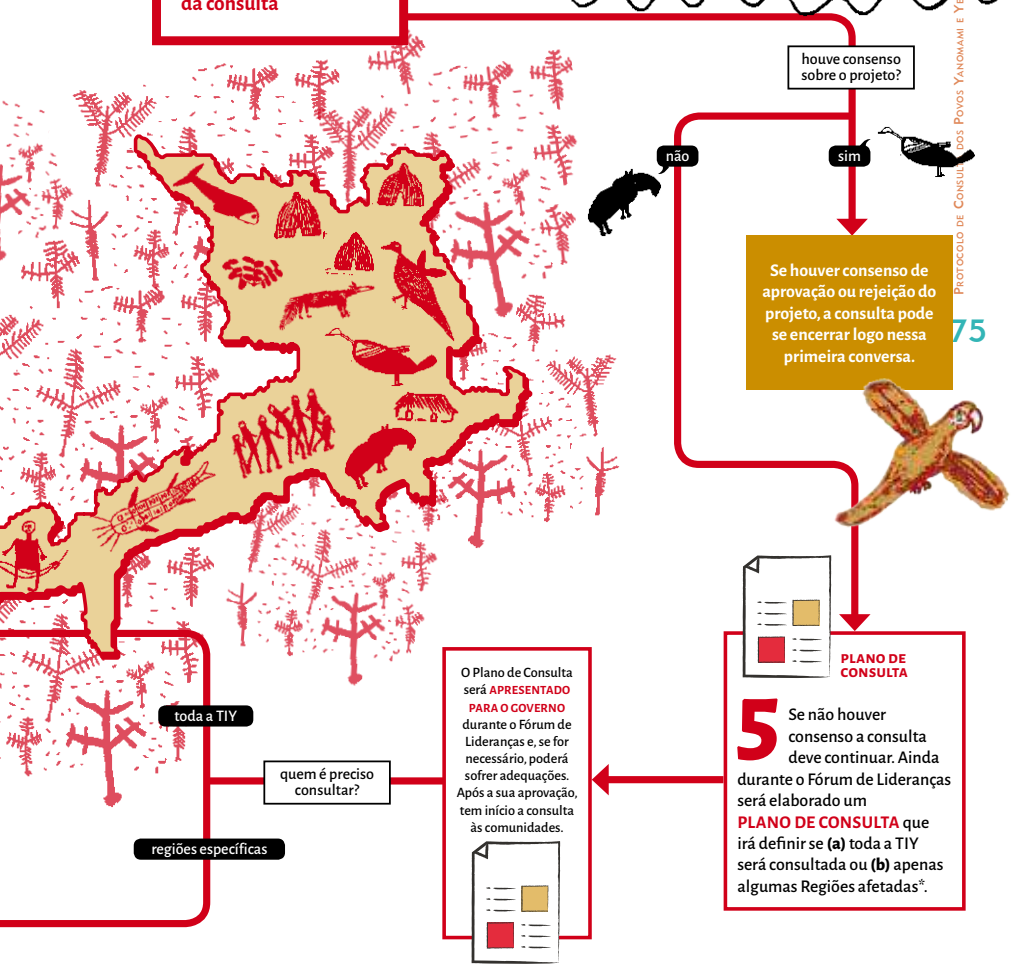 da consulta
houve consenso
sobre o projeto?
não
sim
Se houver consenso de
aprovação ou rejeição do
projeto, a consulta pode
se encerrar logo nessa
primeira conversa.
Protocolo de Consulta dos Povos Yanomami e
75
PLANO DE
CONSULTA
5 Se não houver
consenso a consulta
deve continuar. Ainda
durante o Fórum de Lideranças
será elaborado um
PLANO DE CONSULTA que
irá definir se (a) toda a TIY
será consultada ou (b) apenas
algumas Regiões afetadas*.
O Plano de Consulta
será APRESENTADO
PARA O GOVERNO
durante o Fórum de
Lideranças e, se for
necessário, poderá
sofrer adequações.
Após a sua aprovação,
tem início a consulta
às comunidades.
quem é preciso
consultar?
toda a TIY
regiões específicas